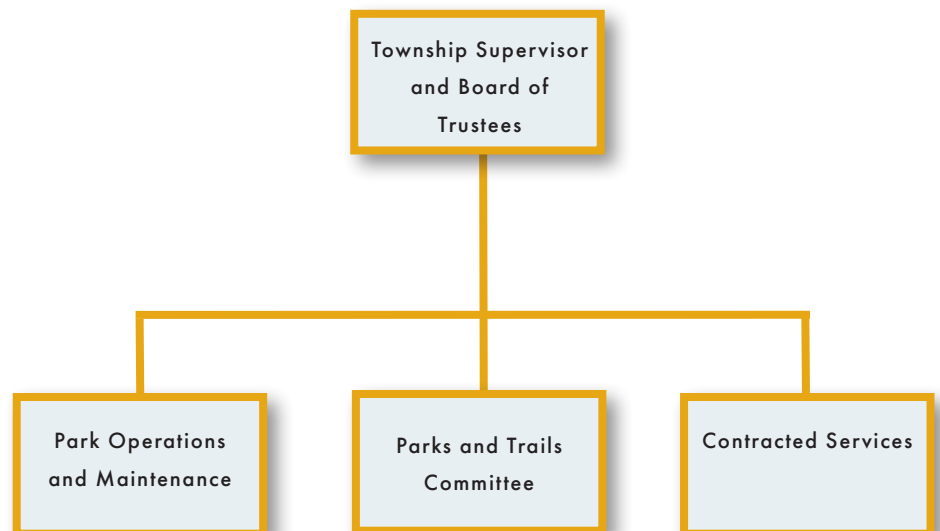 Township Supervisor
and Board of
Trustees
Park Operations
and Maintenance
Parks and Trails
Committee
Contracted Services